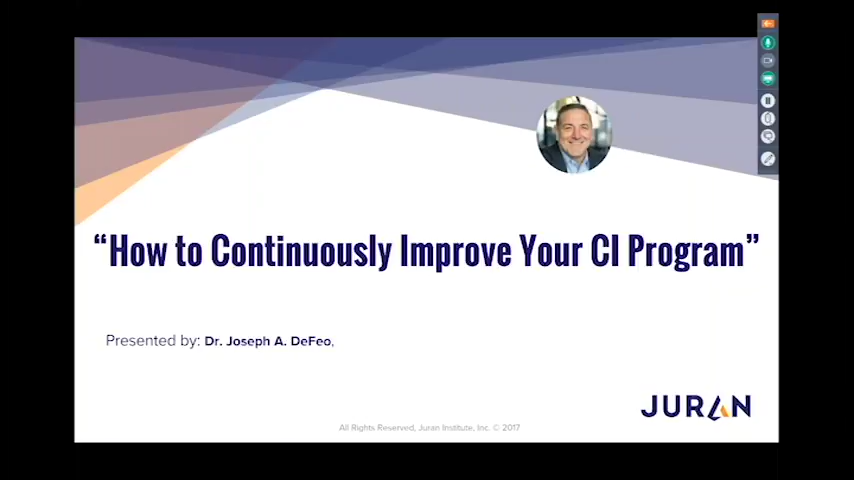 “How to Continuously Improve Your CI Program”
Presented by: Dr. Joseph A. DeFeo,
JURAN
All Rights Reserved, Juran Institute, Inc. © 2017